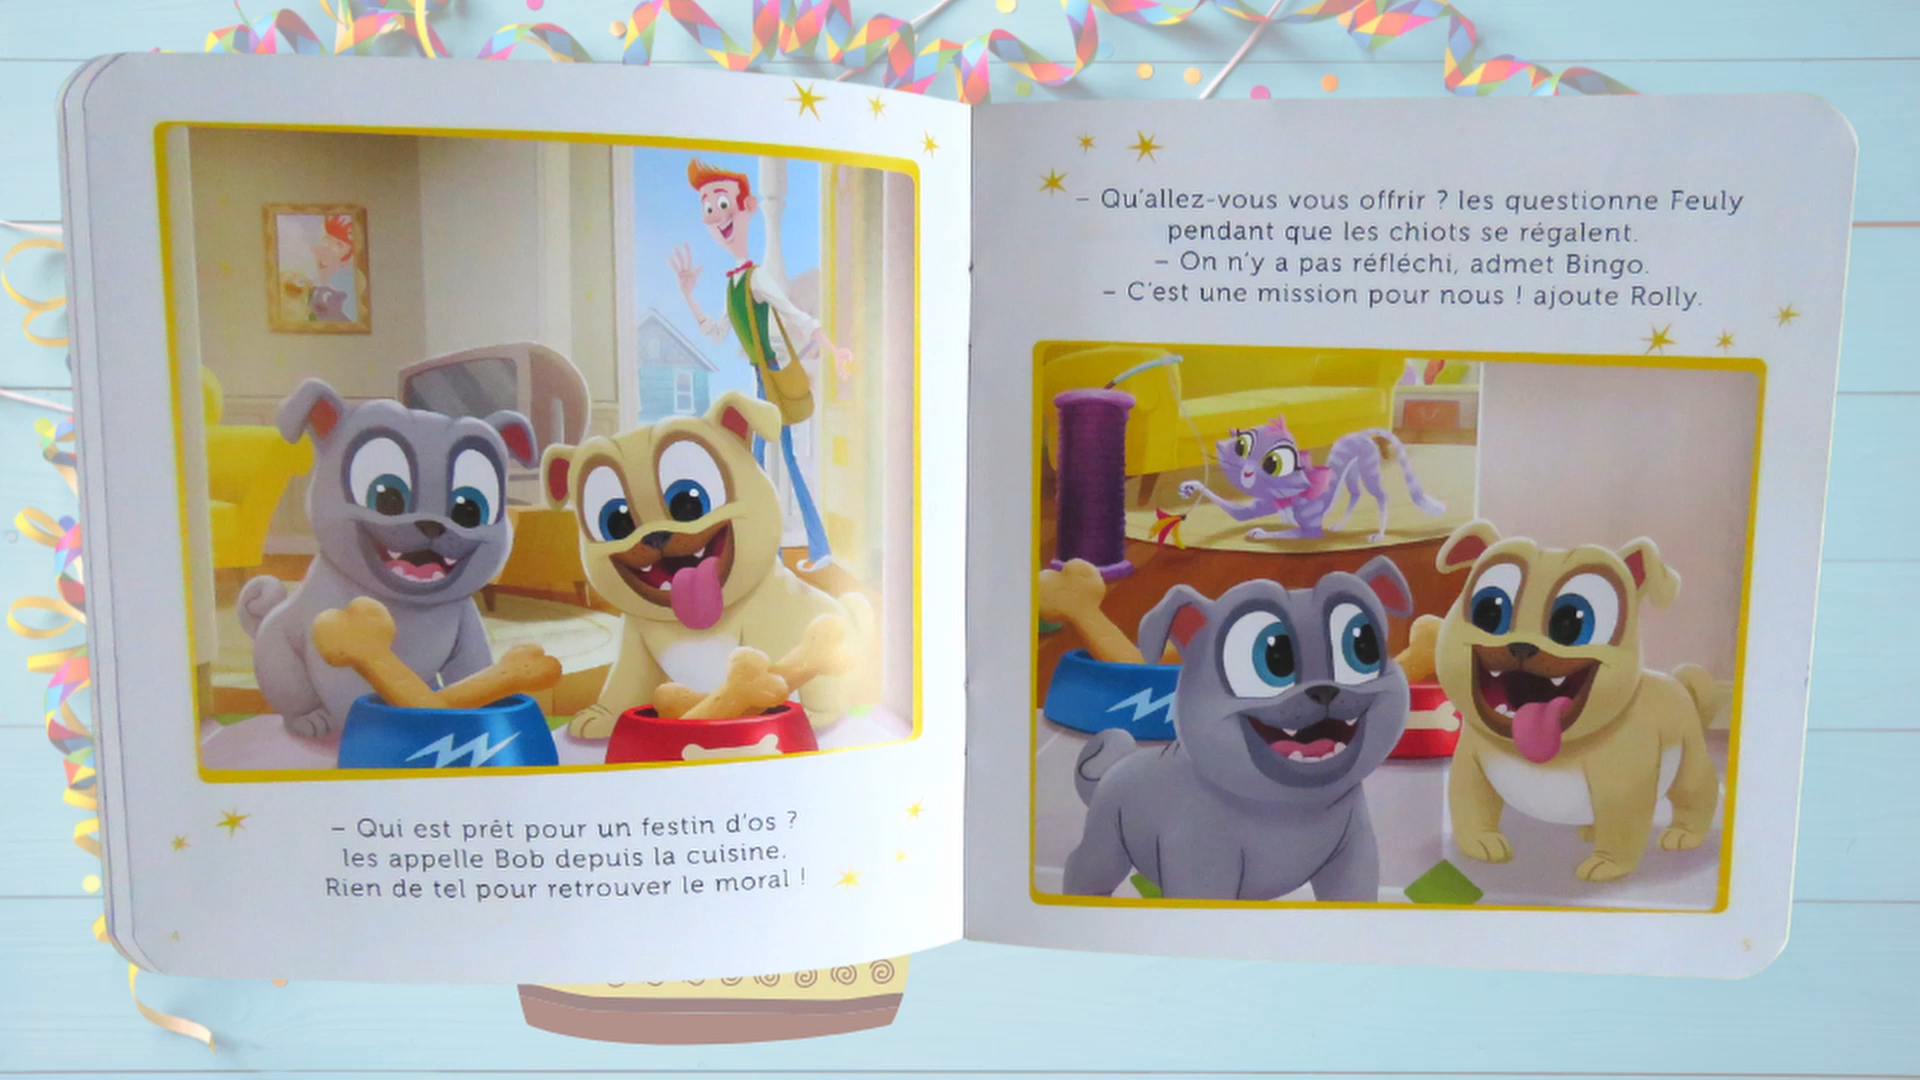 – Qui est prêt pour un festin d'os ?
les appelle Bob depuis la cuisine.
Rien de tel pour retrouver le moral !
– Qu'allez-vous vous offrir ? les questionne Feuly
pendant que les chiots se régalent.
– On n'y a pas réfléchi, admet Bingo.
– C'est une mission pour nous ! ajoute Rolly.